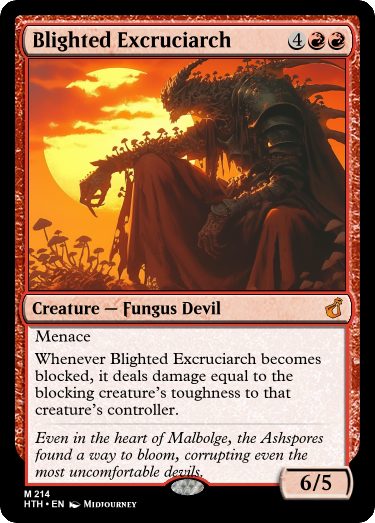 Blighted Excruciarch 4
Creature — Fungus Devil
Menace
Whenever Blighted Excruciarch becomes
blocked, it deals damage equal to the
blocking creature's toughness to that
creature's controller.
Even in the heart of Malbolge, the Ashspores
found a way to bloom, corrupting even the
most uncomfortable devils.
6/5
M 214
HTH • EN Midjourney